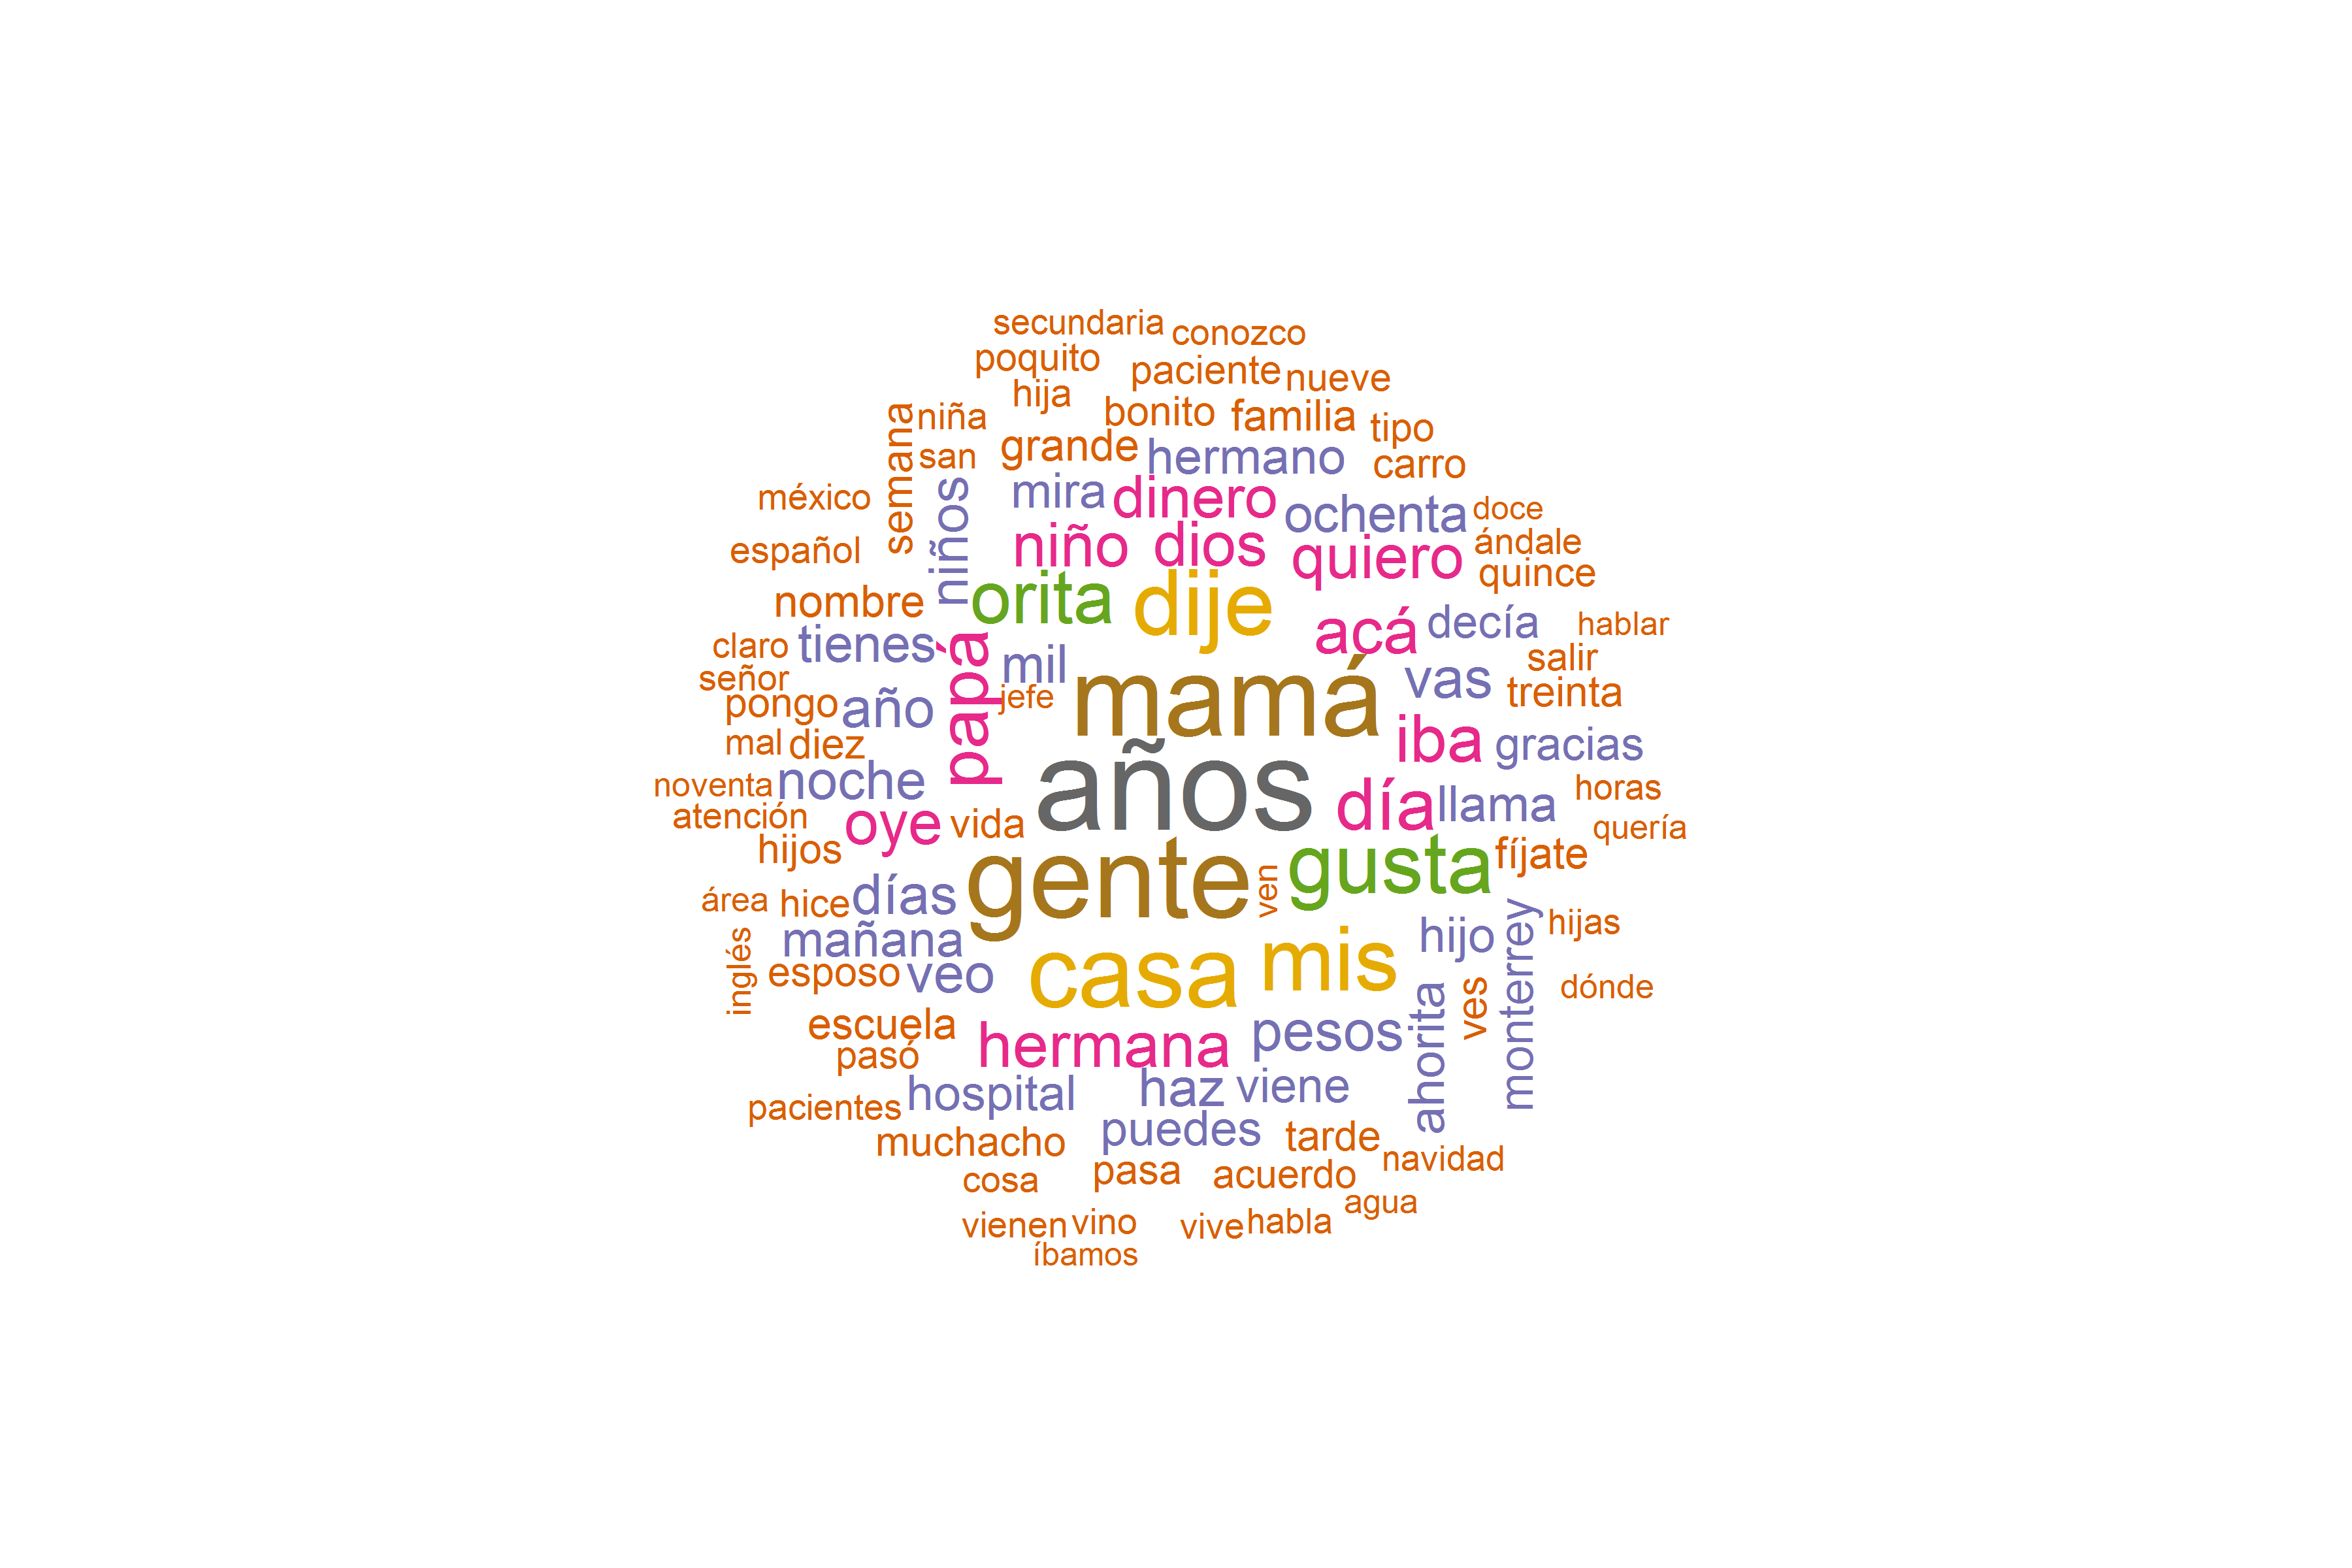 secundaria
conozco
poquito
paciente
nueve
hija
niña
bonito
familia
tipo
semana
san
grande
hermano
carro
méxico
niños
mira
dinero
ochenta
doce
español
niño
dios
quiero
ándale
quince
nombre
orita
dije
acá
decía
hablar
claro
tienes
papá
mil
mamá
vas
salir
señor
pongo
año
jefe
treinta
mal
diez
años
iba
gracias
noventa
noche
día
llama
horas
atención
oye
vida
quería
hijos
gente
ven
gusta
fíjate
área
hice
días
hijo
monterrey
hijas
inglés
mañana
esposo
veo
casa
mis
ahorita
ves
dónde
escuela
pasó
hermana
pesos
pacientes
hospital
haz
viene
muchacho
puedes
tarde
navidad
cosa
pasa
acuerdo
agua
vienen
vino
vive
habla
íbamos